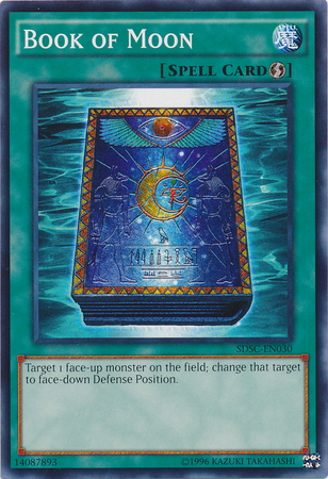 Book of Moon
魔
[Spell Card]
SDSC-EN030
Target 1 face-up monster on the field; change that target
to face-down Defense Position.
14087893
©1996 KAZUKI TAKAHASHI